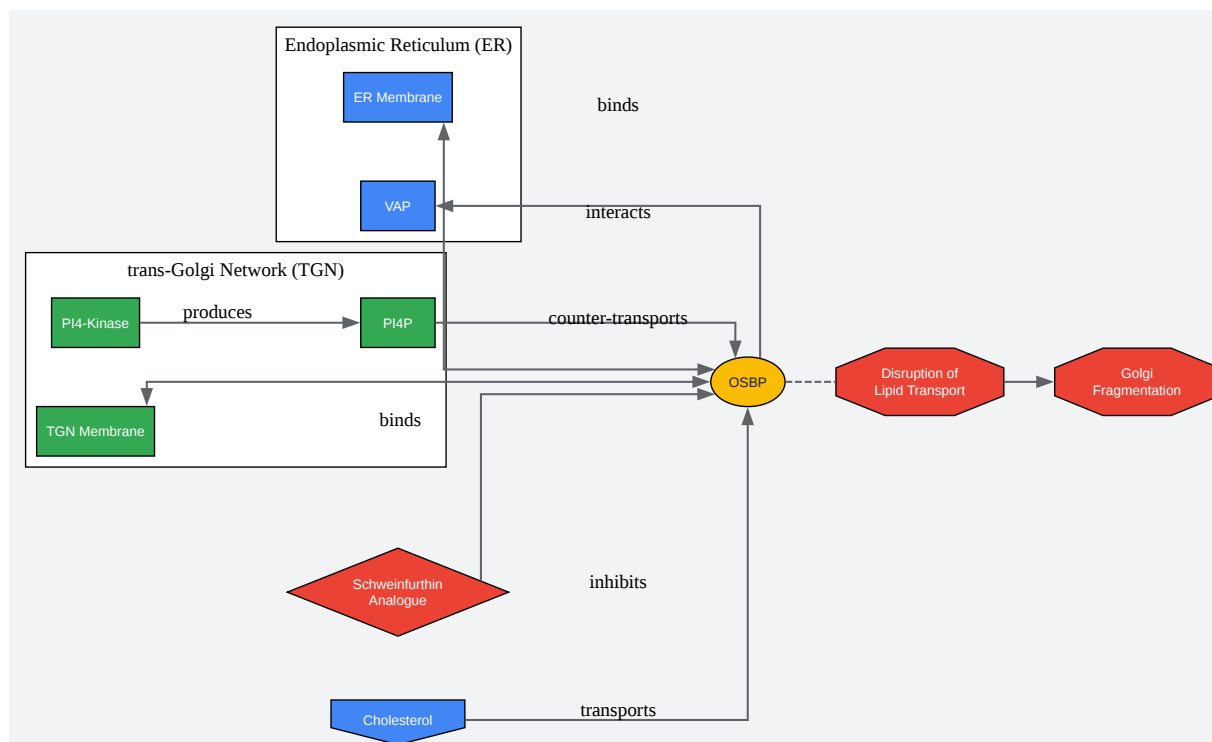 Endoplasmic Reticulum (ER)
ER Membrane
binds
VAP
interacts
trans-Golgi Network (TGN)
PI4-Kinase
produces
PI4P
counter-transports
OSBP
Disruption of
Lipid Transport
Golgi
Fragmentation
TGN Membrane
binds
Schweinfurthin
Analogue
inhibits
Cholesterol
transports